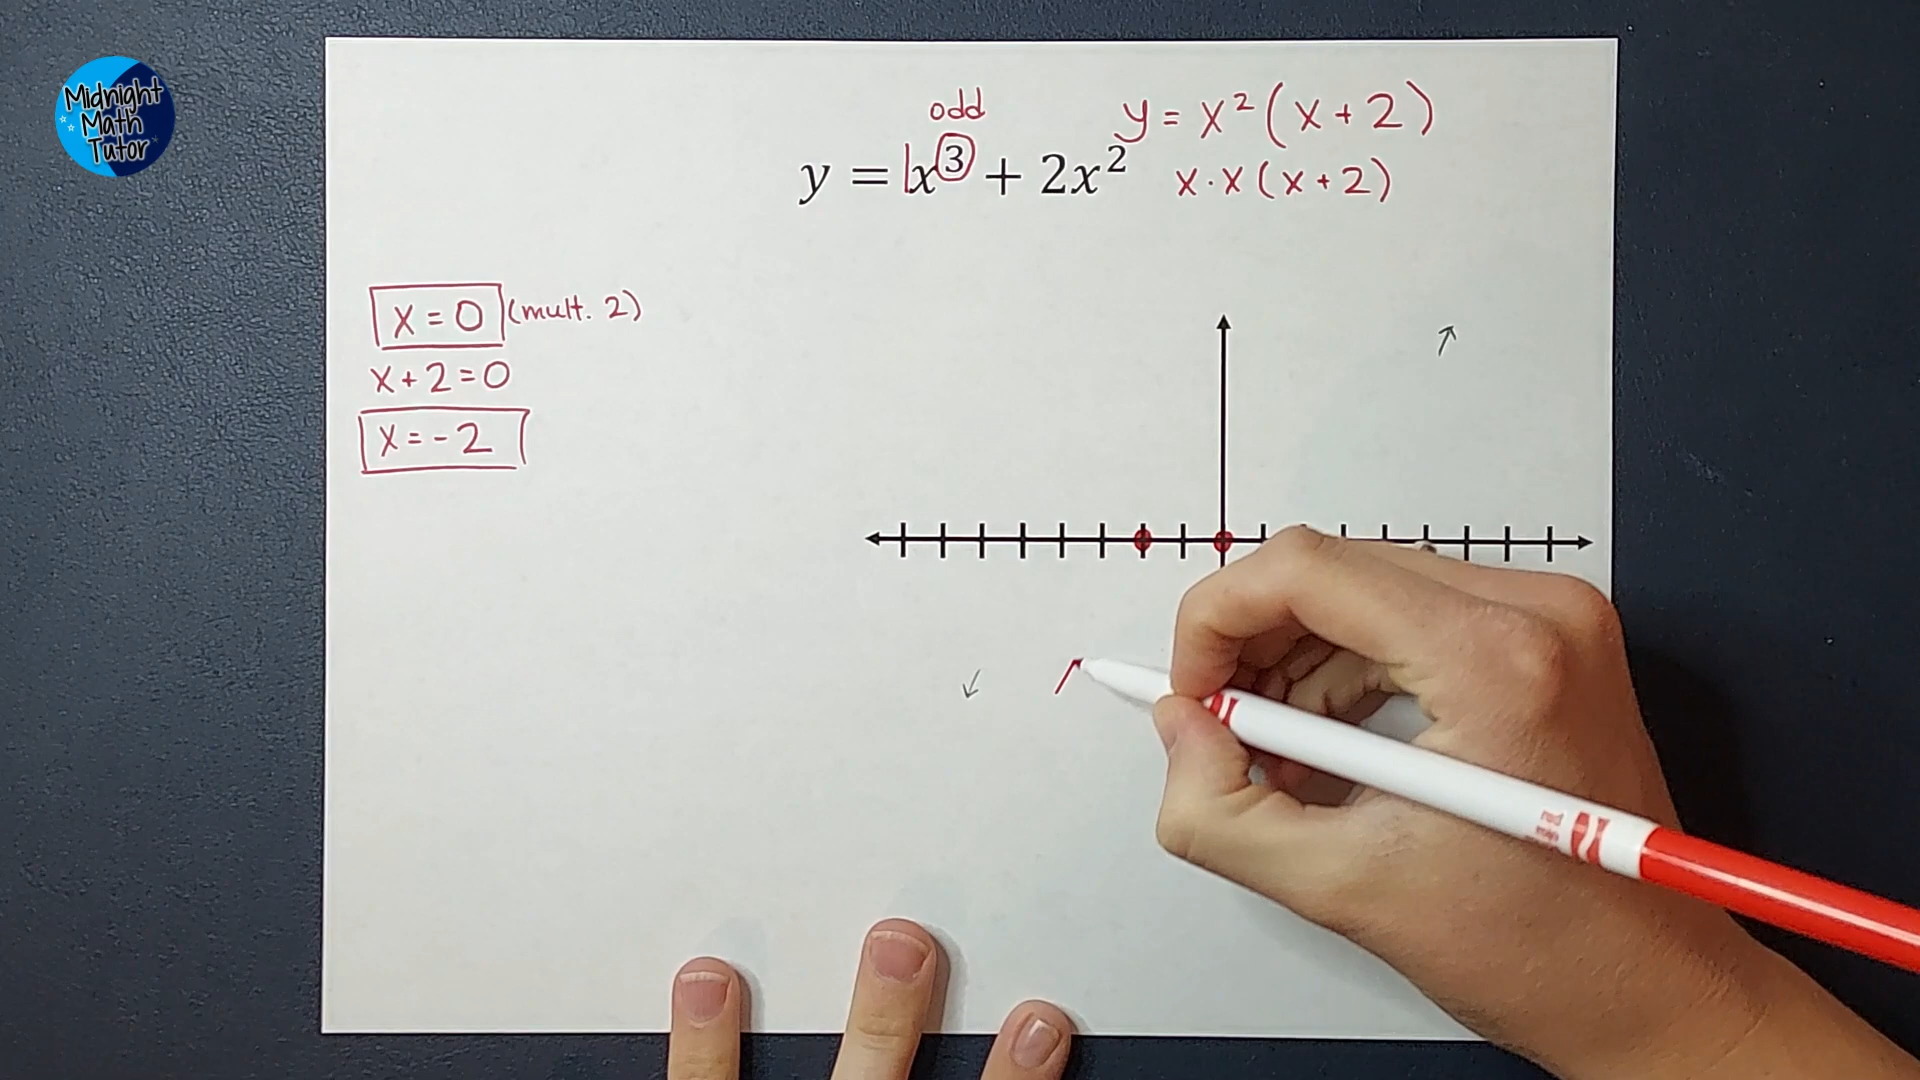 Midnight
Math
Tutor
odd
y = x²(x + 2)
y = 1x³ + 2x²
x · x (x + 2)
x = 0 (mult. 2)
x + 2 = 0
x = -2
red